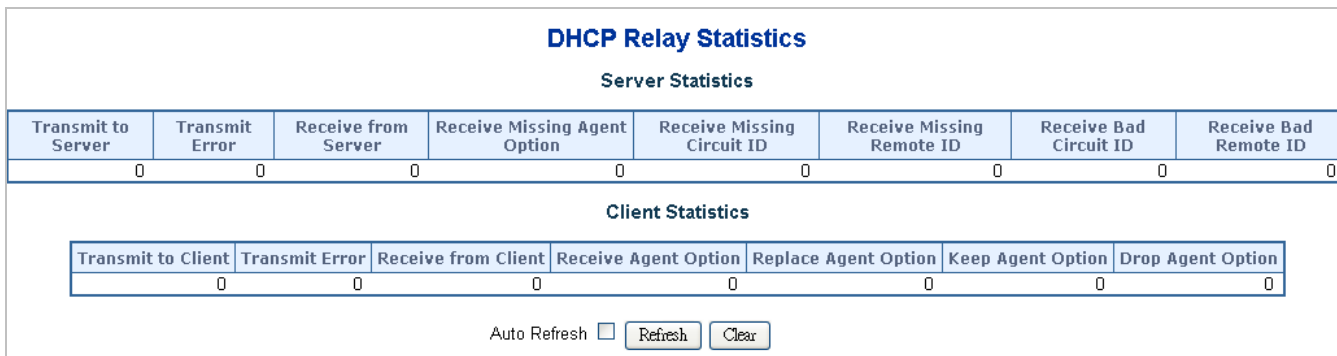 DHCP Relay Statistics
Server Statistics
Transmit to Server Transmit Error Receive from Server Receive Missing Agent Option Receive Missing Circuit ID Receive Missing Remote ID Receive Bad Circuit ID Receive Bad Remote ID
0 0 0 0 0 0 0 0
Client Statistics
Transmit to Client Transmit Error Receive from Client Receive Agent Option Replace Agent Option Keep Agent Option Drop Agent Option
0 0 0 0 0 0 0
Auto Refresh Refresh Clear